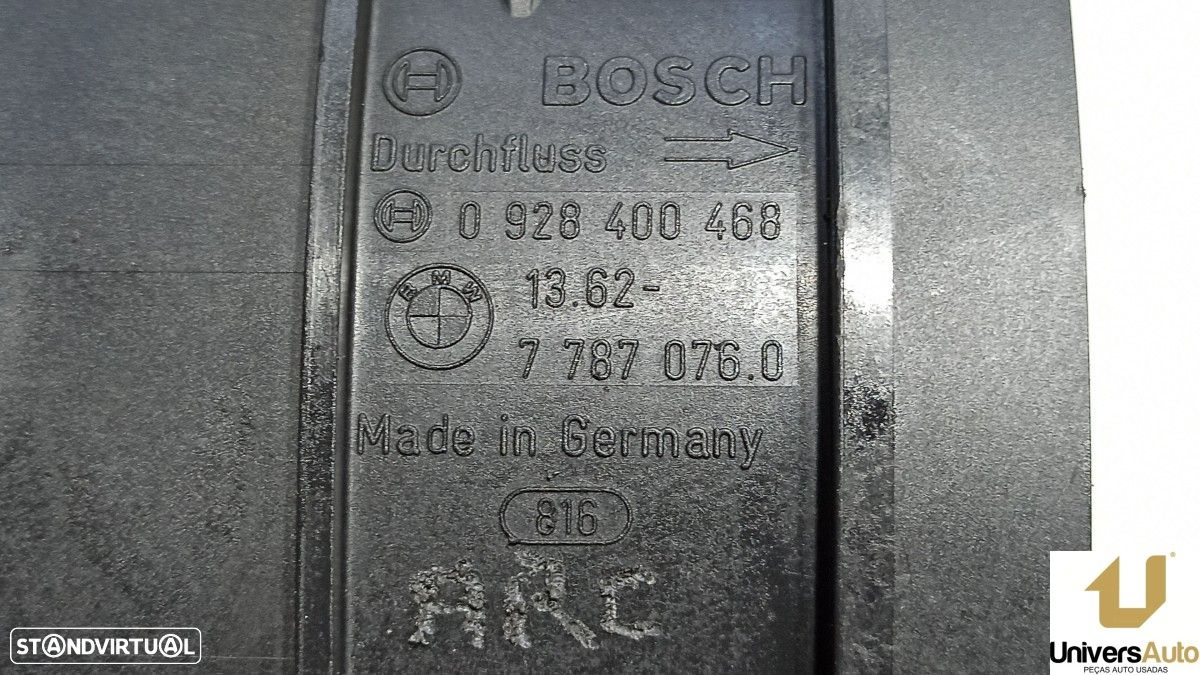 BOSCH
Durchfluss
0 928 400 468
BMW
13.62-
7 787 076.0
Made in Germany
816
ARC
STANDVIRTUAL
UniversAuto
PEÇAS AUTO USADAS